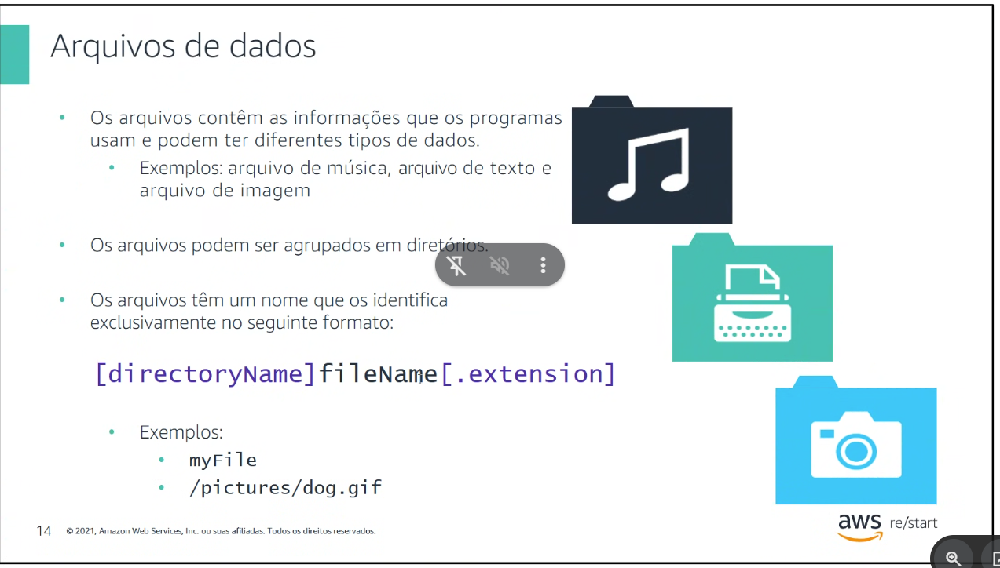 Arquivos de dados
• Os arquivos contêm as informações que os programas
usam e podem ter diferentes tipos de dados.
• Exemplos: arquivo de música, arquivo de texto e
arquivo de imagem
• Os arquivos podem ser agrupados em diretórios.
• Os arquivos têm um nome que os identifica
exclusivamente no seguinte formato:
[directoryName]fileName[.extension]
• Exemplos:
• myFile
• /pictures/dog.gif
14 © 2021, Amazon Web Services, Inc. ou suas afiliadas. Todos os direitos reservados.
aws re/start